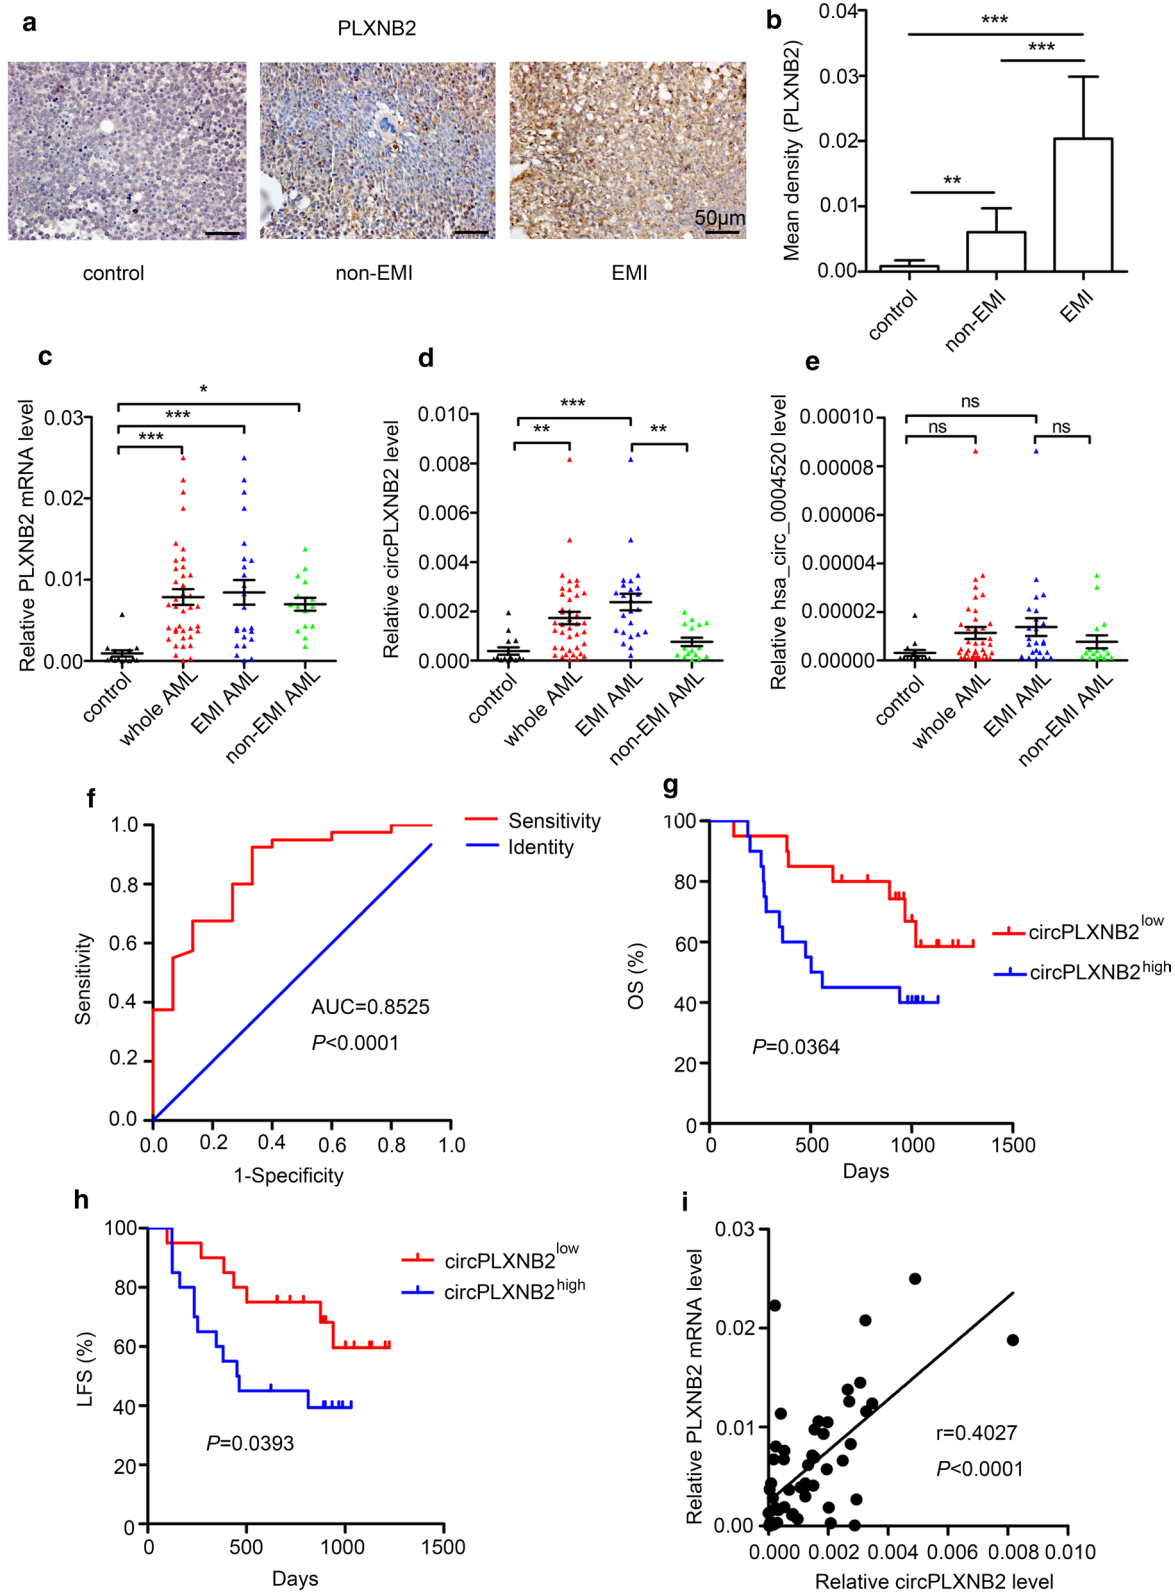 a
PLXNB2
50μm
control
non-EMI
EMI
b
Mean density (PLXNB2)
0.04
0.03
0.02
0.01
0.00
***
***
**
control
non-EMI
EMI
c
Relative PLXNB2 mRNA level
0.03
0.02
0.01
0.00
*
***
***
control
whole AML
EMI AML
non-EMI AML
d
Relative circPLXNB2 level
0.010
0.008
0.006
0.004
0.002
0.000
***
**
**
control
whole AML
EMI AML
non-EMI AML
e
Relative hsa_circ_0004520 level
0.00010
0.00008
0.00006
0.00004
0.00002
0.00000
ns
ns
ns
control
whole AML
EMI AML
non-EMI AML
f
Sensitivity
1.0
0.8
0.6
0.4
0.2
0.0
Sensitivity
Identity
AUC=0.8525
P<0.0001
0.0 0.2 0.4 0.6 0.8 1.0
1-Specificity
g
OS (%)
100
80
60
40
20
0
circPLXNB2low
circPLXNB2high
P=0.0364
0 500 1000 1500
Days
h
LFS (%)
100
80
60
40
20
0
circPLXNB2low
circPLXNB2high
P=0.0393
0 500 1000 1500
Days
i
Relative PLXNB2 mRNA level
0.03
0.02
0.01
0.00
r=0.4027
P<0.0001
0.000 0.002 0.004 0.006 0.008 0.010
Relative circPLXNB2 level